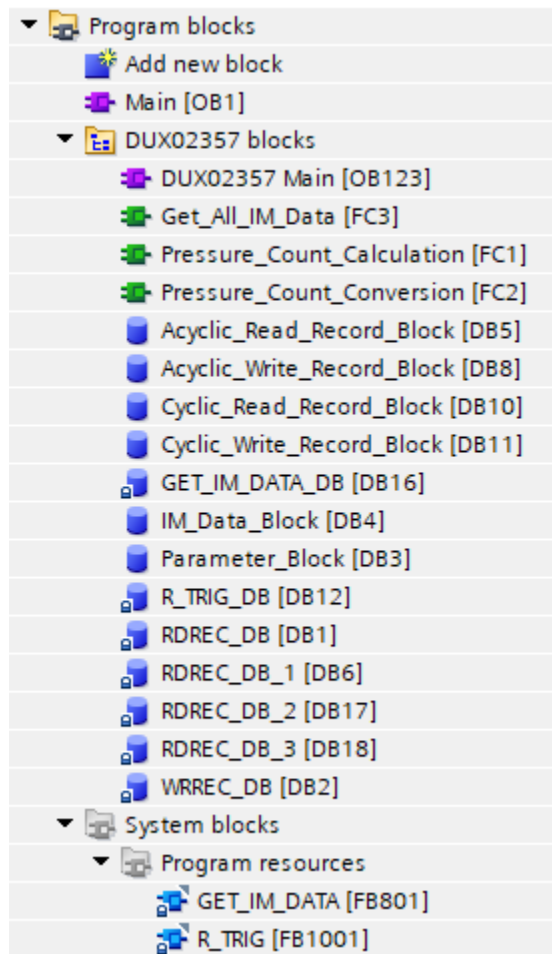 Program blocks
Add new block
Main [OB1]
DUX02357 blocks
DUX02357 Main [OB123]
Get_All_IM_Data [FC3]
Pressure_Count_Calculation [FC1]
Pressure_Count_Conversion [FC2]
Acyclic_Read_Record_Block [DB5]
Acyclic_Write_Record_Block [DB8]
Cyclic_Read_Record_Block [DB10]
Cyclic_Write_Record_Block [DB11]
GET_IM_DATA_DB [DB16]
IM_Data_Block [DB4]
Parameter_Block [DB3]
R_TRIG_DB [DB12]
RDREC_DB [DB1]
RDREC_DB_1 [DB6]
RDREC_DB_2 [DB17]
RDREC_DB_3 [DB18]
WRREC_DB [DB2]
System blocks
Program resources
GET_IM_DATA [FB801]
R_TRIG [FB1001]